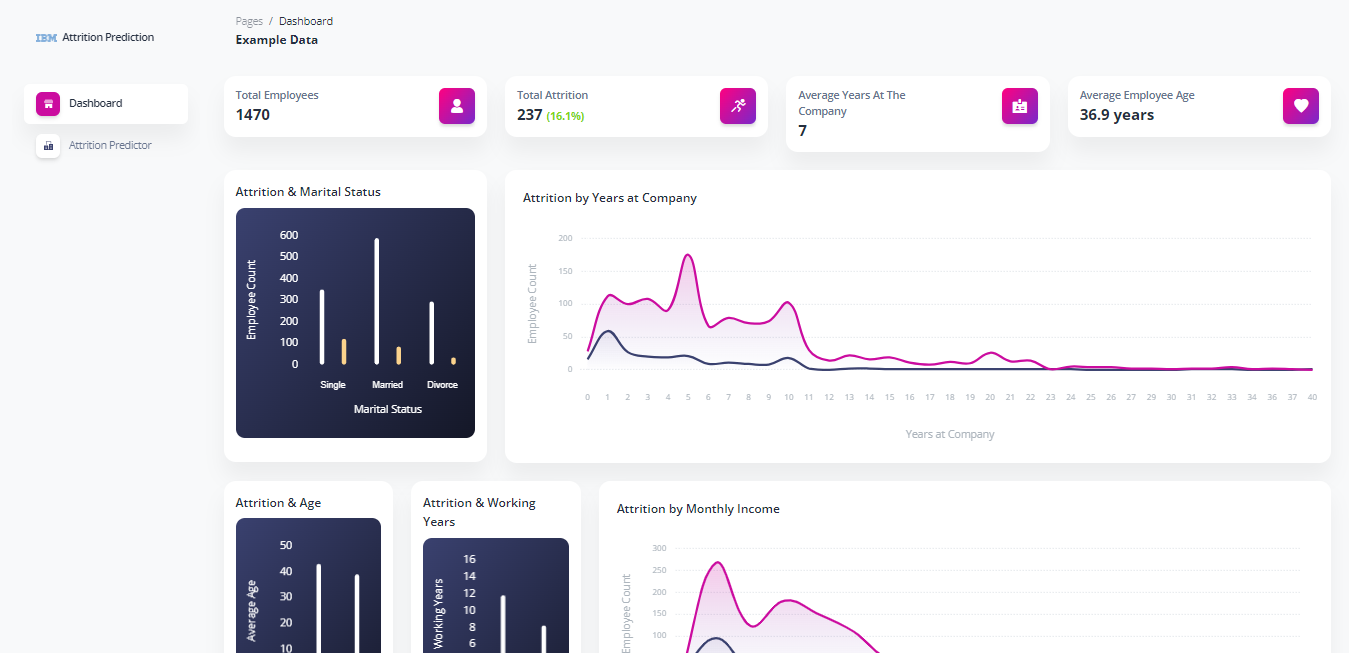 IBM Attrition Prediction
Dashboard
Attrition Predictor
Pages / Dashboard
Example Data
Total Employees
1470
Total Attrition
237 (16.1%)
Average Years At The
Company
7
Average Employee Age
36.9 years
Attrition & Marital Status
600
500
400
300
200
100
0
Employee Count
Single Married Divorce
Marital Status
Attrition by Years at Company
200
150
100
50
0
Employee Count
0 1 2 3 4 5 6 7 8 9 10 11 12 13 14 15 16 17 18 19 20 21 22 23 24 25 26 27 29 30 31 32 33 34 36 37 40
Years at Company
Attrition & Age
50
40
30
20
10
Average Age
Attrition & Working
Years
16
14
12
10
8
6
Working Years
Attrition by Monthly Income
300
250
200
150
100
Employee Count